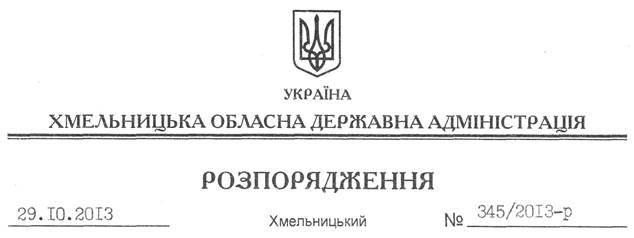 УКРАЇНА
ХМЕЛЬНИЦЬКА ОБЛАСНА ДЕРЖАВНА АДМІНІСТРАЦІЯ
РОЗПОРЯДЖЕННЯ
29.10.2013 Хмельницький № 345/2013-р